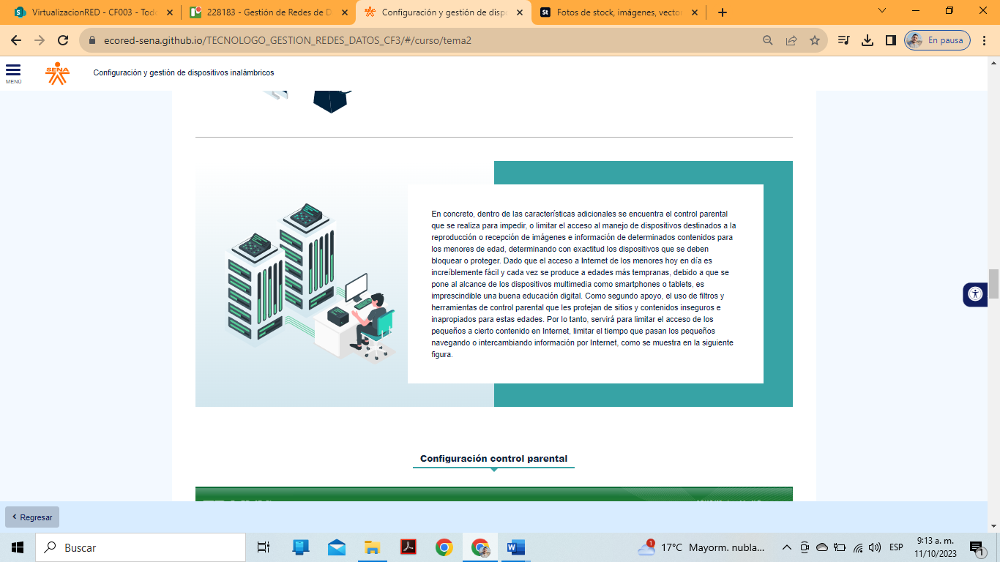 VirtualizacionRED - CF003 - Todo
228183 - Gestión de Redes de D
Configuración y gestión de dispo
Fotos de stock, imágenes, vector
ecored-sena.github.io/TECNOLOGO_GESTION_REDES_DATOS_CF3/#/curso/tema2
En pausa
MENÚ
SENA
Configuración y gestión de dispositivos inalámbricos
En concreto, dentro de las características adicionales se encuentra el control parental
que se realiza para impedir, o limitar el acceso al manejo de dispositivos destinados a la
reproducción o recepción de imágenes e información de determinados contenidos para
los menores de edad, determinando con exactitud los dispositivos que se deben
bloquear o proteger. Dado que el acceso a Internet de los menores hoy en día es
increíblemente fácil y cada vez se produce a edades más tempranas, debido a que se
pone al alcance de los dispositivos multimedia como smartphones o tablets, es
imprescindible una buena educación digital. Como segundo apoyo, el uso de filtros y
herramientas de control parental que les protejan de sitios y contenidos inseguros e
inapropiados para estas edades. Por lo tanto, servirá para limitar el acceso de los
pequeños a cierto contenido en Internet, limitar el tiempo que pasan los pequeños
navegando o intercambiando información por Internet, como se muestra en la siguiente
figura.
Configuración control parental
Regresar
Buscar
1
17°C Mayorm. nubla...
ESP
9:13 a. m.
11/10/2023
1